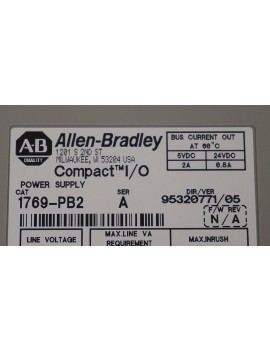 A-B
QUALITY
Allen-Bradley
1201 S 2ND ST
MILWAUKEE, WI 53204 USA
Compact™I/O
BUS CURRENT OUT
AT 60°C
5VDC 24VDC
2A 0.8A
POWER SUPPLY
CAT SER DIR/VER
1769-PB2 A 95320771/05
F/W REV
N/A
LINE VOLTAGE
MAX.LINE VA
REQUIREMENT
MAX.INRUSH